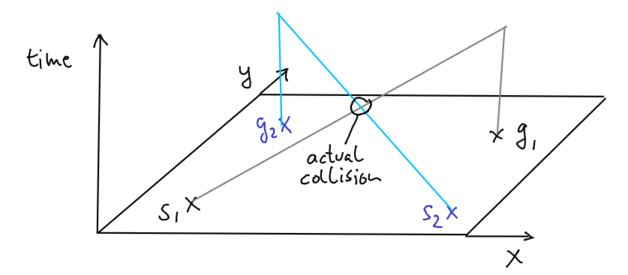 time
y
g₂ x
x g₁
actual
collision
s₁ x
s₂ x
x